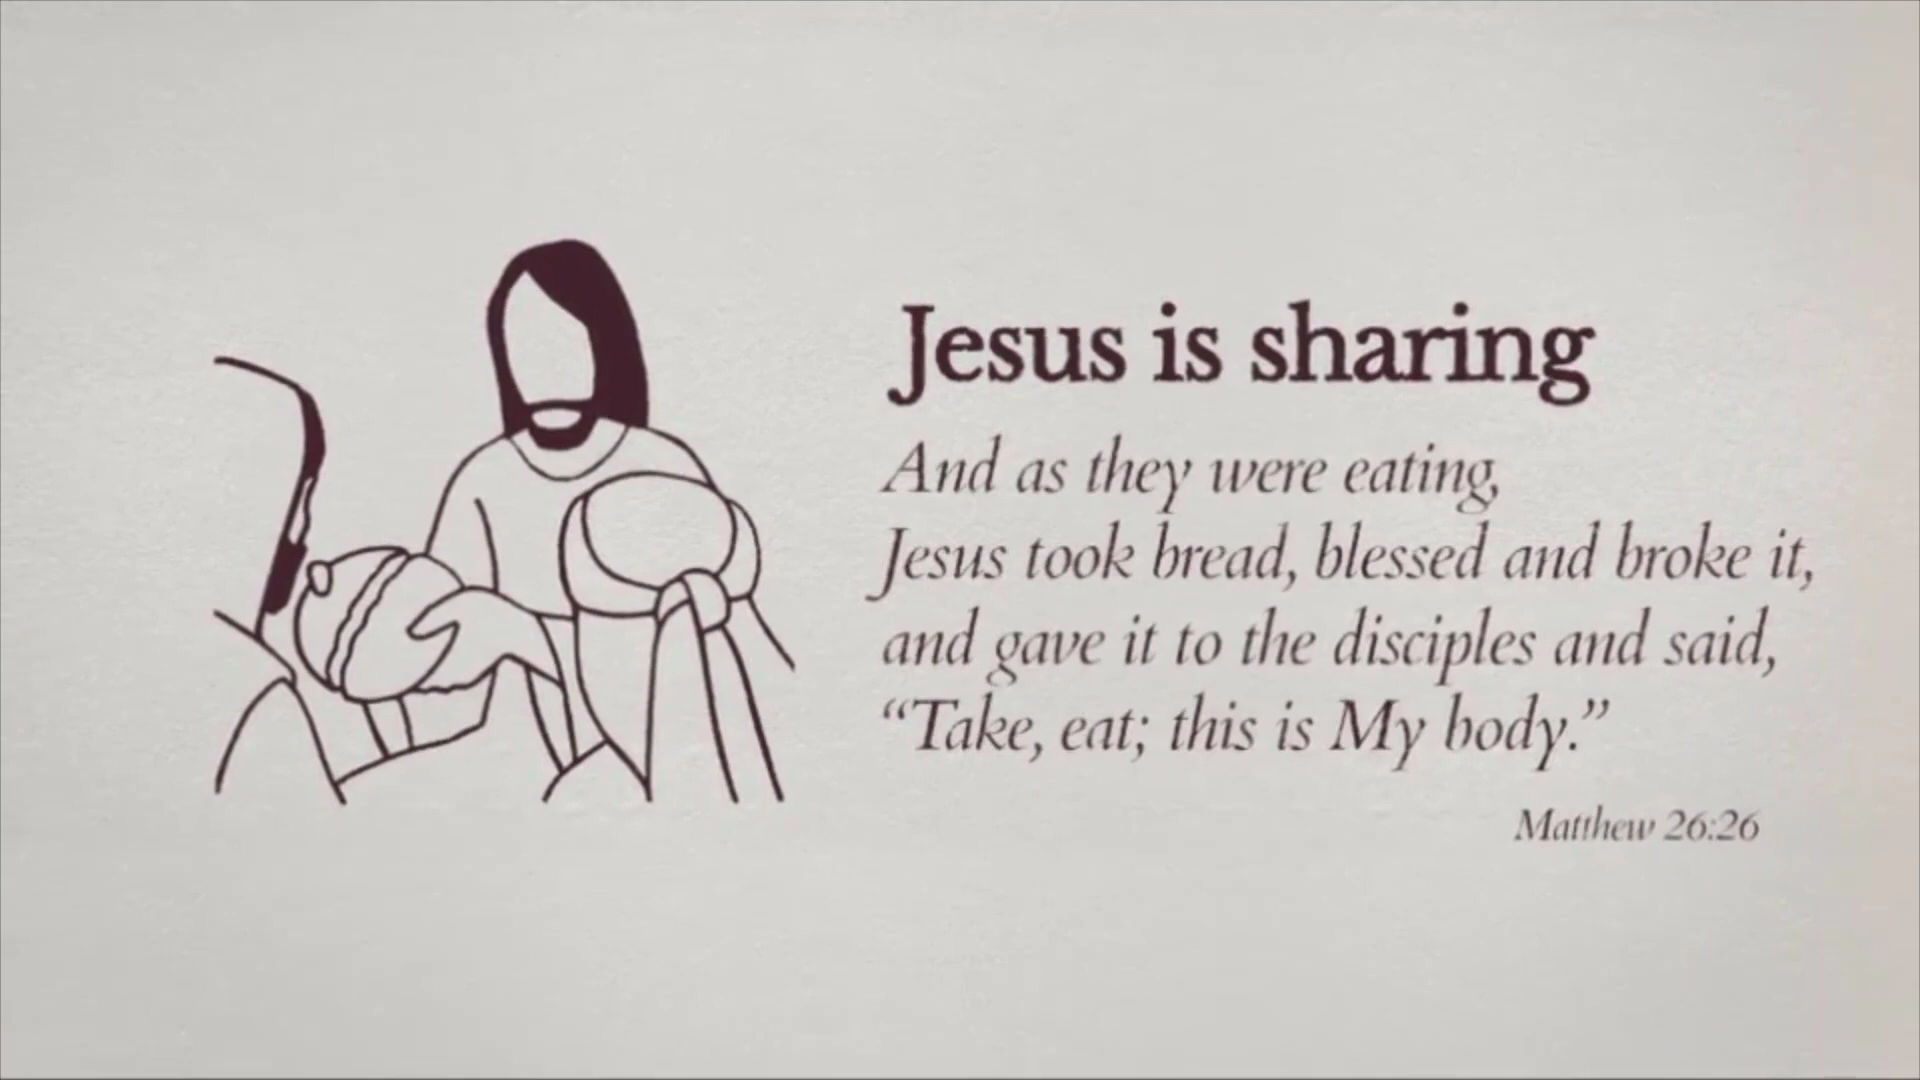 Jesus is sharing
And as they were eating,
Jesus took bread, blessed and broke it,
and gave it to the disciples and said,
“Take, eat; this is My body.”
Matthew 26:26